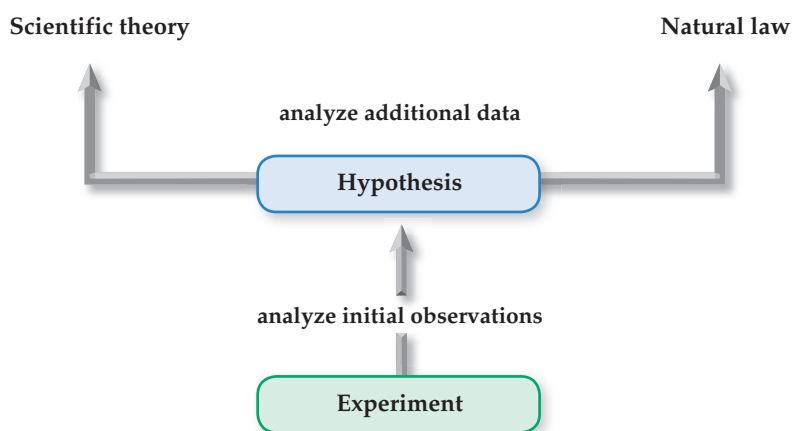 Scientific theory
Natural law
analyze additional data
Hypothesis
analyze initial observations
Experiment